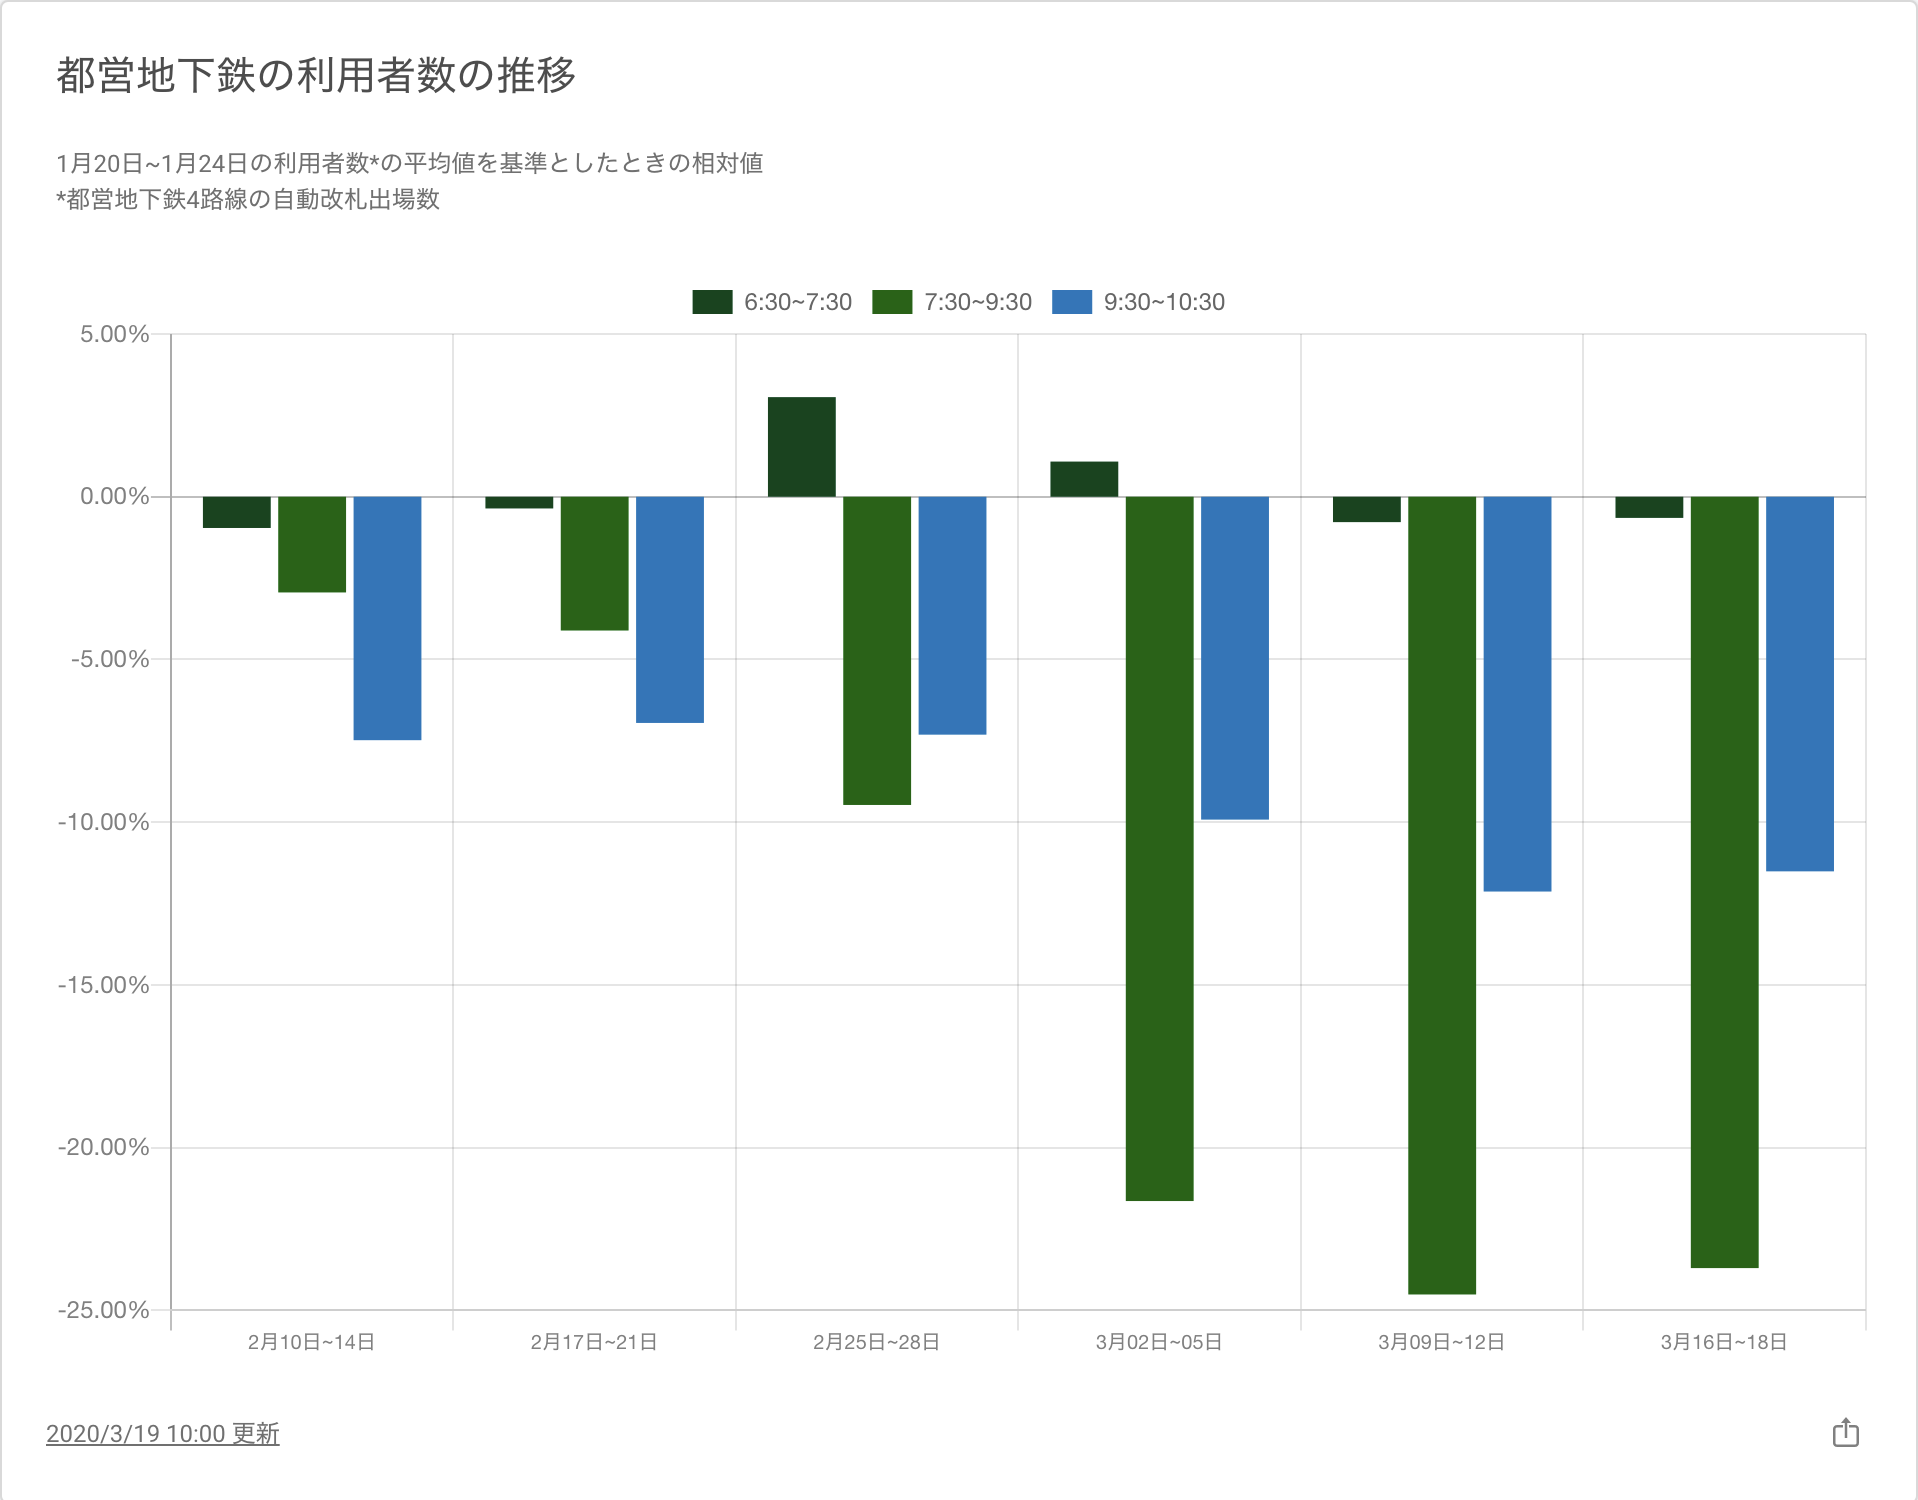 都営地下鉄の利用者数の推移
1月20日~1月24日の利用者数*の平均値を基準としたときの相対値
*都営地下鉄4路線の自動改札出場数
6:30~7:30 7:30~9:30 9:30~10:30
5.00%
0.00%
-5.00%
-10.00%
-15.00%
-20.00%
-25.00%
2月10日~14日 2月17日~21日 2月25日~28日 3月02日~05日 3月09日~12日 3月16日~18日
2020/3/19 10:00 更新